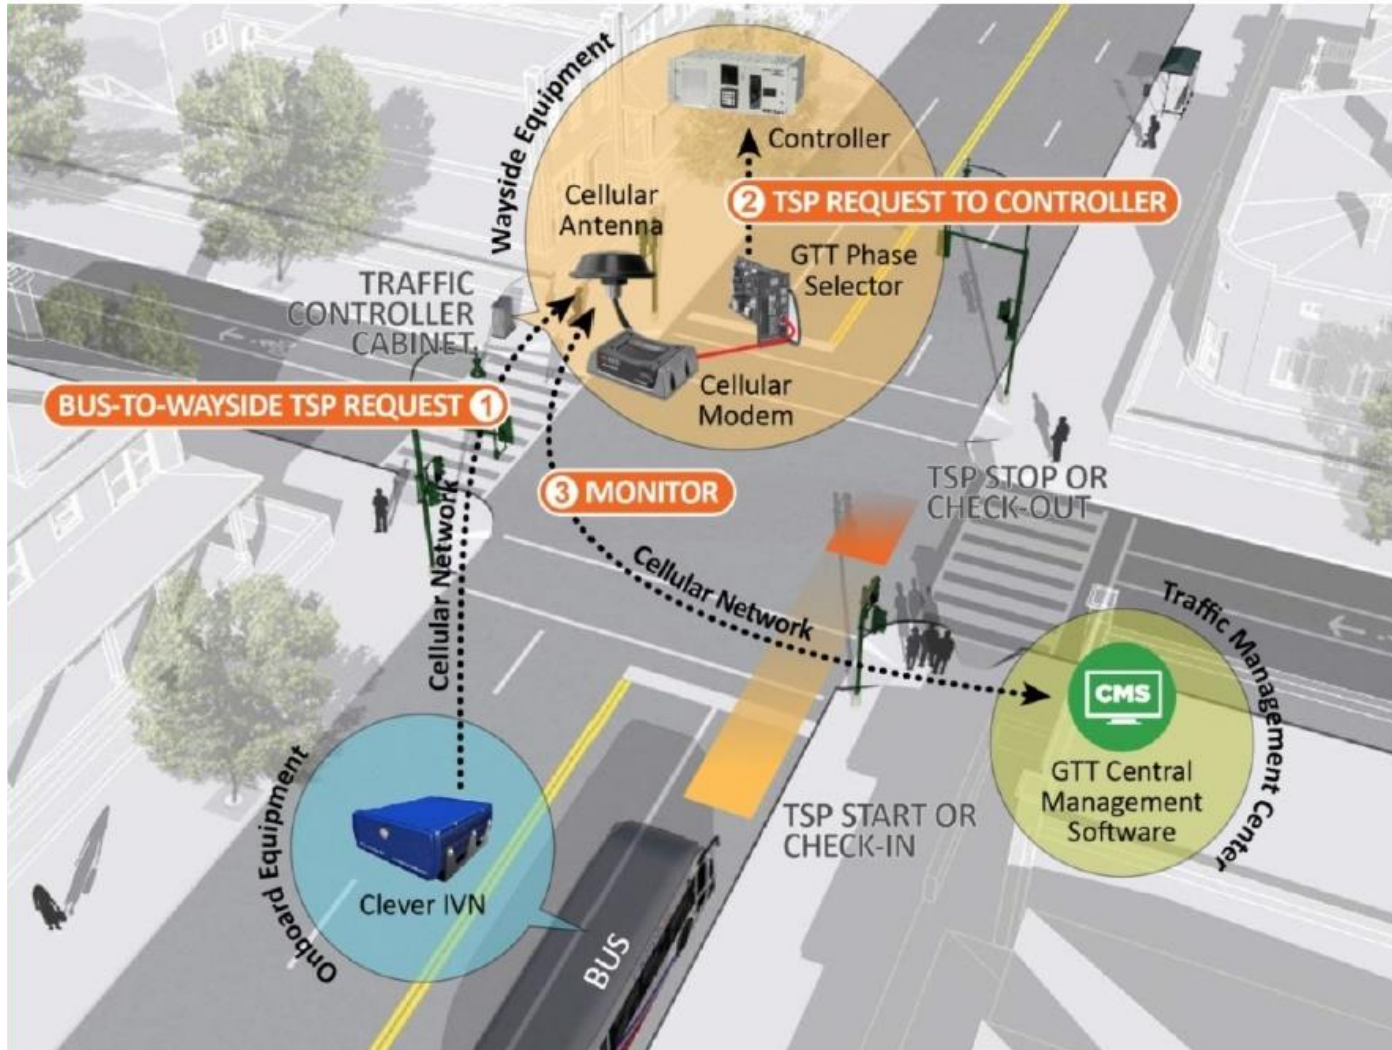 Wayside Equipment
Controller
2 TSP REQUEST TO CONTROLLER
Cellular
Antenna
GTT Phase
Selector
TRAFFIC
CONTROLLER
CABINET
Cellular
Modem
BUS-TO-WAYSIDE TSP REQUEST 1
TSP STOP OR
CHECK-OUT
3 MONITOR
Cellular Network
Cellular Network
Traffic Management Center
CMS
GTT Central
Management
Software
TSP START OR
CHECK-IN
Onboard Equipment
Clever IVN
BUS